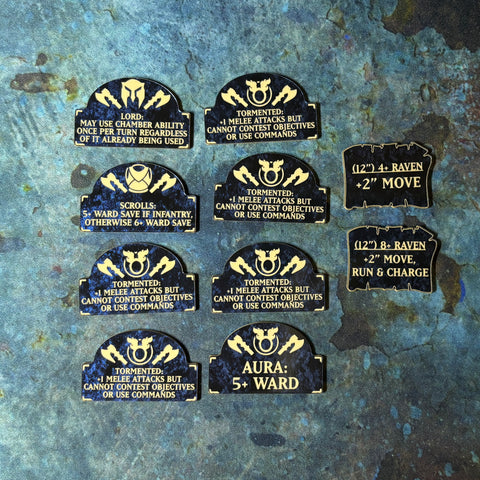 LORD:
MAY USE CHAMBER ABILITY
ONCE PER TURN REGARDLESS
OF IT ALREADY BEING USED
TORMENTED:
+1 MELEE ATTACKS BUT
CANNOT CONTEST OBJECTIVES
OR USE COMMANDS
SCROLLS:
5+ WARD SAVE IF INFANTRY,
OTHERWISE 6+ WARD SAVE
TORMENTED:
+1 MELEE ATTACKS BUT
CANNOT CONTEST OBJECTIVES
OR USE COMMANDS
TORMENTED:
+1 MELEE ATTACKS BUT
CANNOT CONTEST OBJECTIVES
OR USE COMMANDS
TORMENTED:
+1 MELEE ATTACKS BUT
CANNOT CONTEST OBJECTIVES
OR USE COMMANDS
TORMENTED:
+1 MELEE ATTACKS BUT
CANNOT CONTEST OBJECTIVES
OR USE COMMANDS
AURA:
5+ WARD
(12") 4+ RAVEN
+2" MOVE
(12") 8+ RAVEN
+2" MOVE,
RUN & CHARGE